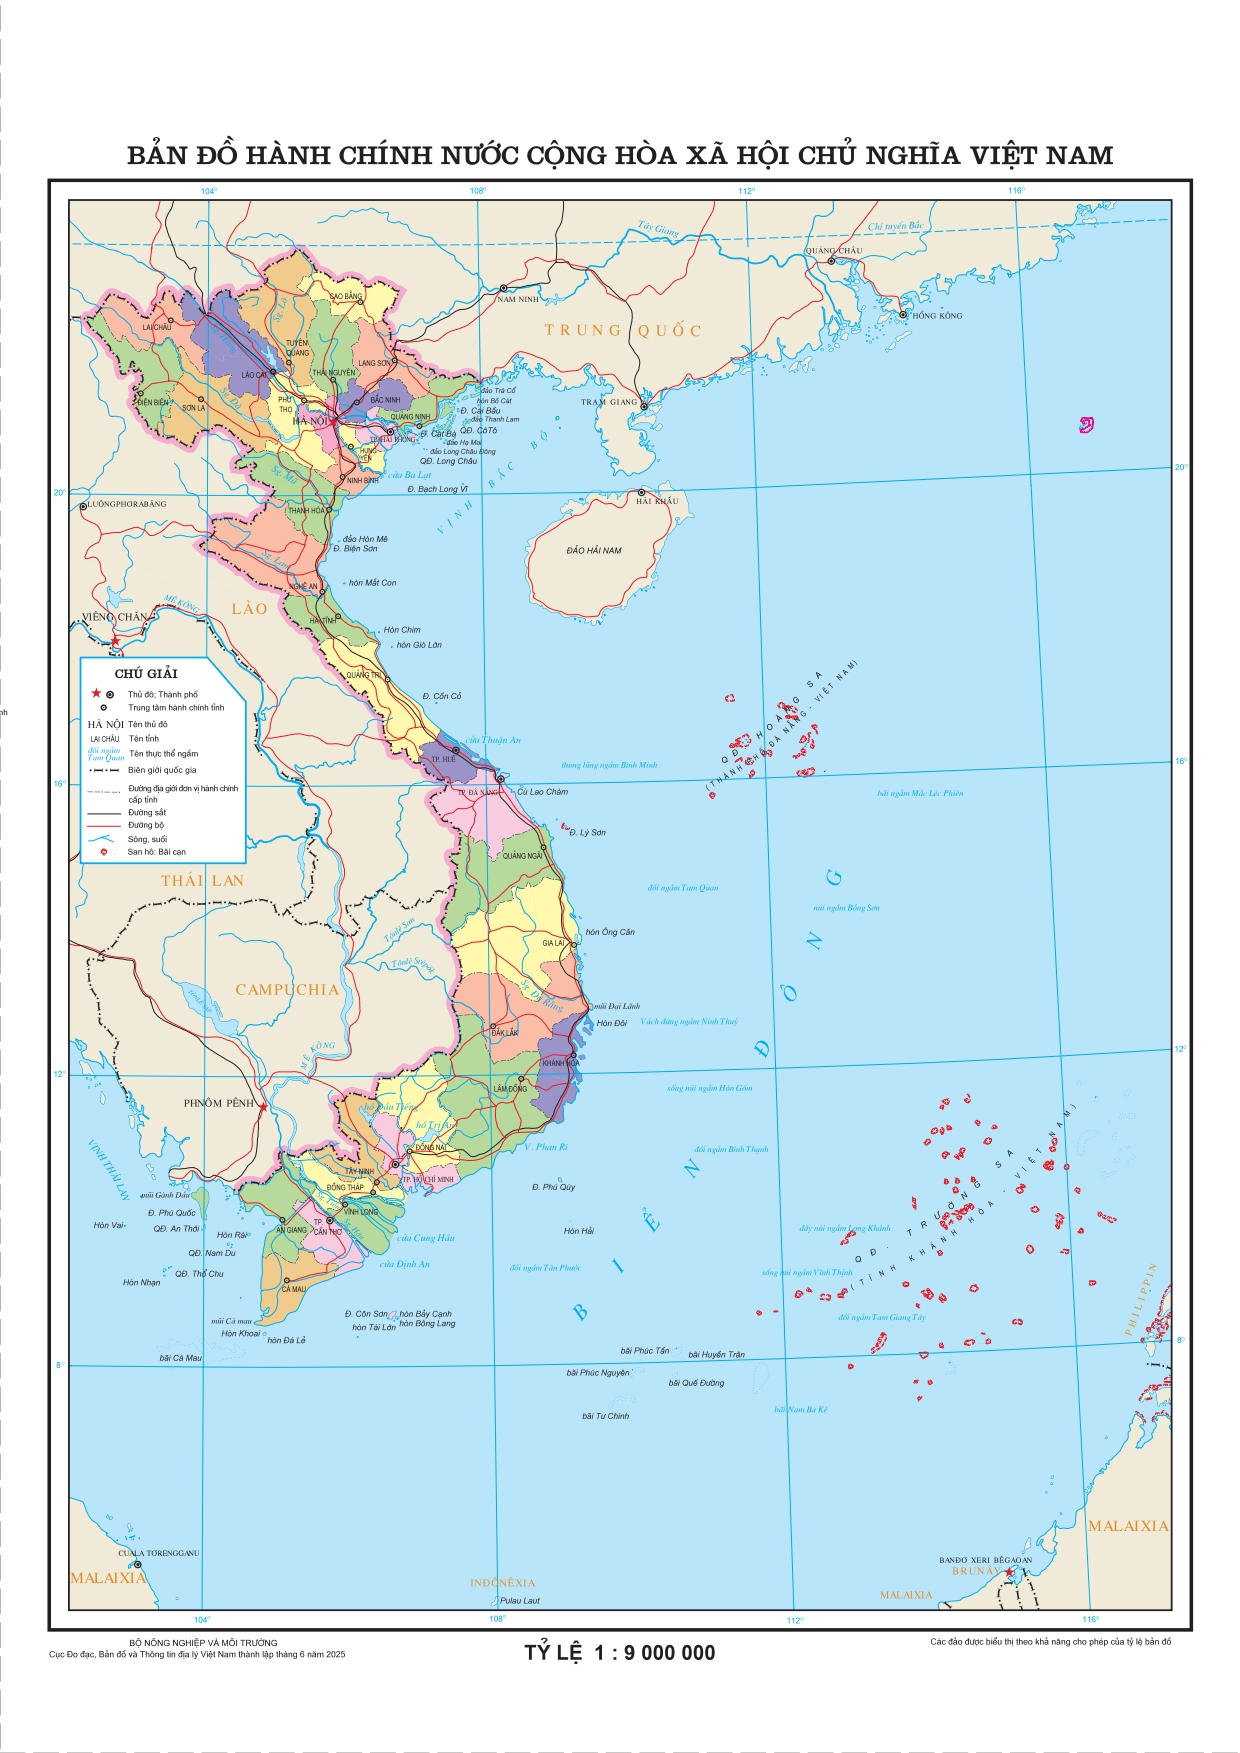 BẢN ĐỒ HÀNH CHÍNH NƯỚC CỘNG HÒA XÃ HỘI CHỦ NGHĨA VIỆT NAM
104°
108°
112°
116°
Tây Giang
Chí tuyến Bắc
QUẢNG CHÂU
CAO BẰNG
NAM NINH
HỒNG KÔNG
TRUNG QUỐC
LAI CHÂU
Sg. Lô
TUYÊN QUANG
LẠNG SƠN
LÀO CAI
THÁI NGUYÊN
ĐIỆN BIÊN
SƠN LA
PHÚ THỌ
BẮC NINH
QUẢNG NINH
HÀ NỘI
TP. HẢI PHÒNG
HƯNG YÊN
NINH BÌNH
đảo Trà Cổ
hòn Bồ Cát
Đ. Cái Bầu
đảo Thanh Lam
QĐ. CôTô
Đ. Cát Bà
đảo Hạ Mai
đảo Long Châu Đông
QĐ. Long Châu
TRẠM GIANG
cửa Ba Lạt
Đ. Bạch Long Vĩ
VỊNH BẮC BỘ
Sg. Mã
20°
20°
LUÔNGPHORABĂNG
THANH HÓA
HẢI KHẨU
đảo Hòn Mê
Đ. Biện Sơn
ĐẢO HẢI NAM
NGHỆ AN
hòn Mắt Con
MÊ KÔNG
LÀO
VIÊNG CHĂN
HÀ TĨNH
Hòn Chim
hòn Gió Lớn
QUẢNG TRỊ
Đ. Cồn Cỏ
CHÚ GIẢI
Thủ đô; Thành phố
Trung tâm hành chính tỉnh
HÀ NỘI Tên thủ đô
LAI CHÂU Tên tỉnh
đồi ngầm Tam Quan Tên thực thể ngầm
Biên giới quốc gia
Đường địa giới đơn vị hành chính cấp tỉnh
Đường sắt
Đường bộ
Sông, suối
San hô: Bãi cạn
cửa Thuận An
TP. HUẾ
thung lũng ngầm Bình Minh
QĐ. HOÀNG SA
(THÀNH PHỐ ĐÀ NẴNG - VIỆT NAM)
16°
16°
TP. ĐÀ NẴNG
Cù Lao Chàm
bãi ngầm Mắc Léc Phiên
Đ. Lý Sơn
QUẢNG NGÃI
THÁI LAN
đồi ngầm Tam Quan
núi ngầm Bồng Sơn
Tônlê San
hòn Ông Căn
GIA LAI
Tônlê Srêpôk
CAMPUCHIA
Sg. Đà Rằng
mũi Đại Lãnh
Hòn Đôi
Vách đứng ngầm Ninh Thuỷ
ĐẮK LẮK
MÊ KÔNG
KHÁNH HÒA
12°
12°
LÂM ĐỒNG
sống núi ngầm Hòn Gốm
PHNÔM PÊNH
hồ Dầu Tiếng
hồ Trị An
ĐỒNG NAI
V. Phan Rí
đồi ngầm Bình Thạnh
VỊNH THÁI LAN
TÂY NINH
TP. HỒ CHÍ MINH
ĐỒNG THÁP
mũi Gành Dầu
Đ. Phú Quốc
Đ. Phú Qúy
Hòn Vai
QĐ. An Thới
VĨNH LONG
AN GIANG
TP. CẦN THƠ
Hòn Rái
Hòn Hải
dãy núi ngầm Long Khánh
cửa Cung Hầu
QĐ. Nam Du
cửa Định An
đồi ngầm Tân Phước
QĐ. TRƯỜNG SA
(TỈNH KHÁNH HÒA - VIỆT NAM)
sống núi ngầm Vĩnh Thịnh
QĐ. Thổ Chu
Hòn Nhạn
CÀ MAU
BIỂN ĐÔNG
PHILIPPIN
Đ. Côn Sơn
hòn Bảy Cạnh
hòn Tài Lớn
hòn Bông Lang
đồi ngầm Tam Giang Tây
mũi Cà mau
Hòn Khoai
hòn Đá Lẻ
bãi Cà Mau
8°
8°
bãi Phúc Tần
bãi Huyền Trân
bãi Phúc Nguyên
bãi Quế Đường
bãi Tư Chính
bãi Nam Ba Kè
CUALA TƠRENGGANU
MALAIXIA
INĐÔNÊXIA
Pulau Laut
MALAIXIA
BANĐƠ XERI BÊGAOAN
BRUNÂY
MALAIXIA
104°
108°
112°
116°
BỘ NÔNG NGHIỆP VÀ MÔI TRƯỜNG
Cục Đo đạc, Bản đồ và Thông tin địa lý Việt Nam thành lập tháng 6 năm 2025
TỶ LỆ 1 : 9 000 000
Các đảo được biểu thị theo khả năng cho phép của tỷ lệ bản đồ